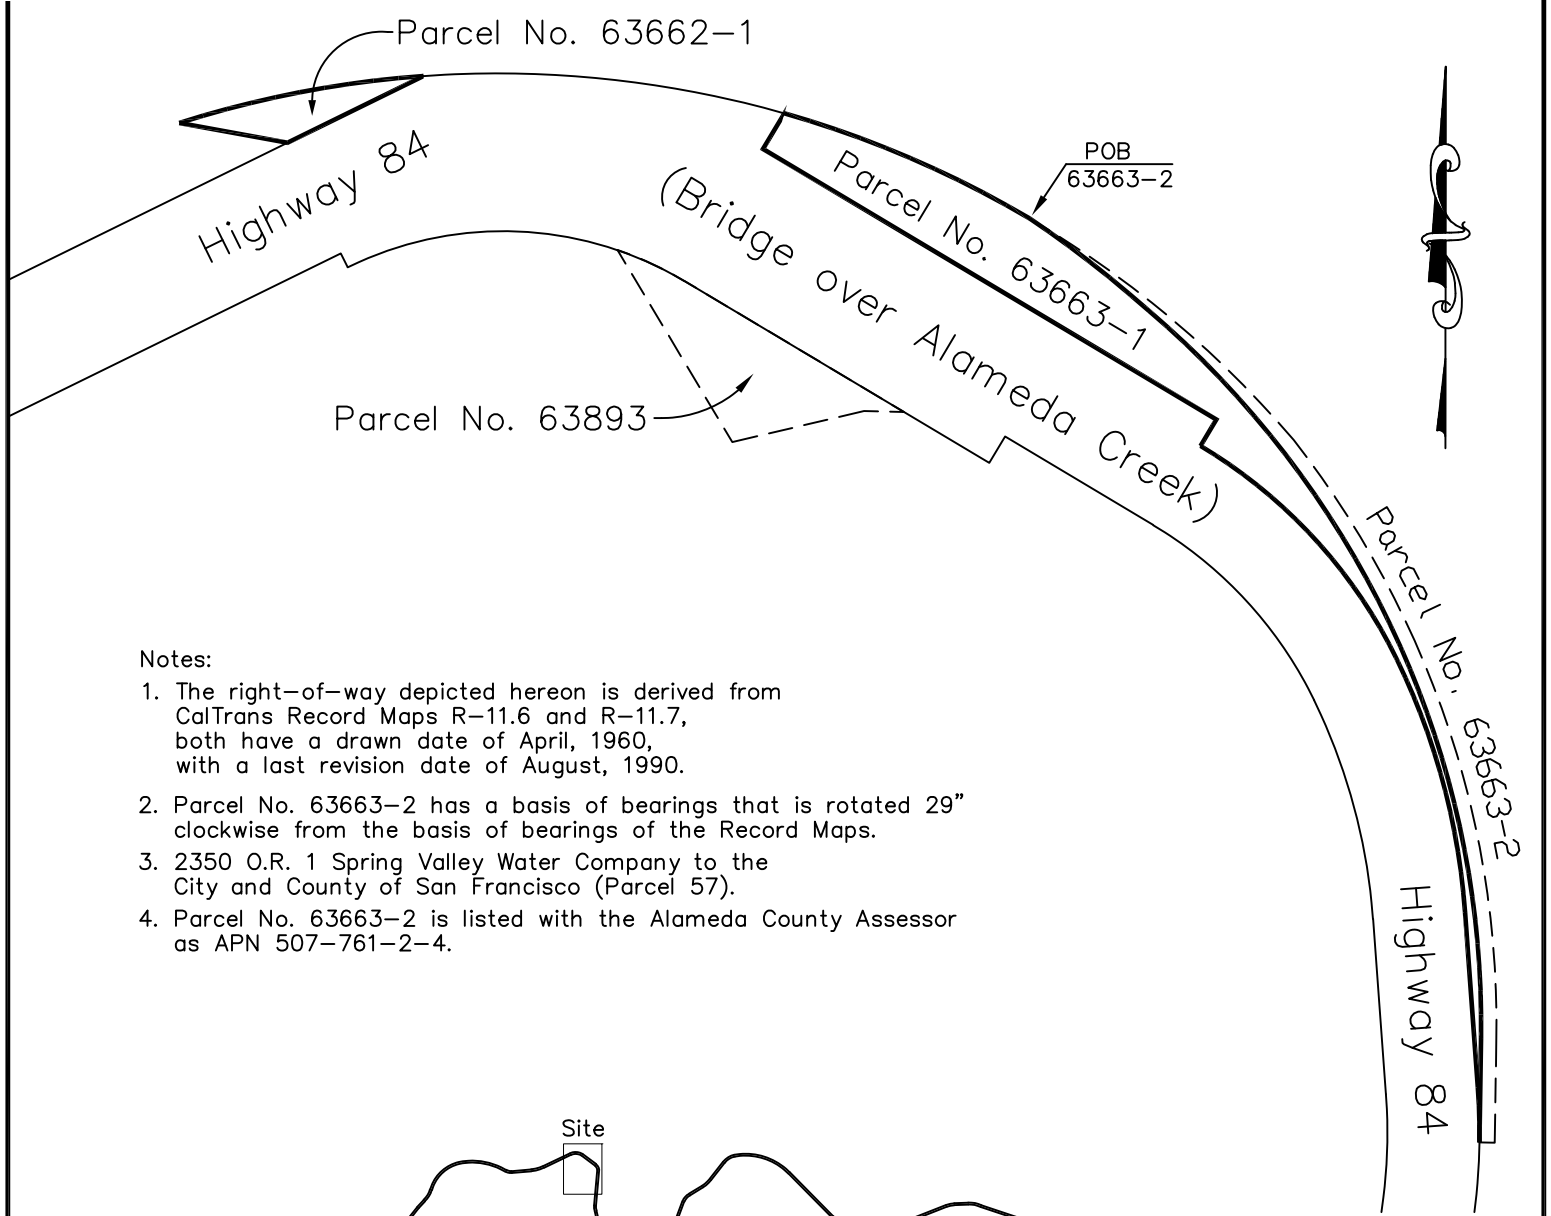 Parcel No. 63662-1
Highway 84
(Bridge over Alameda Creek)
Parcel No. 63663-1
POB
63663-2
Parcel No. 63893
Parcel No. 63663-2
Notes:
1. The right-of-way depicted hereon is derived from
CalTrans Record Maps R-11.6 and R-11.7,
both have a drawn date of April, 1960,
with a last revision date of August, 1990.
2. Parcel No. 63663-2 has a basis of bearings that is rotated 29”
clockwise from the basis of bearings of the Record Maps.
3. 2350 O.R. 1 Spring Valley Water Company to the
City and County of San Francisco (Parcel 57).
4. Parcel No. 63663-2 is listed with the Alameda County Assessor
as APN 507-761-2-4.
Highway 84
Site